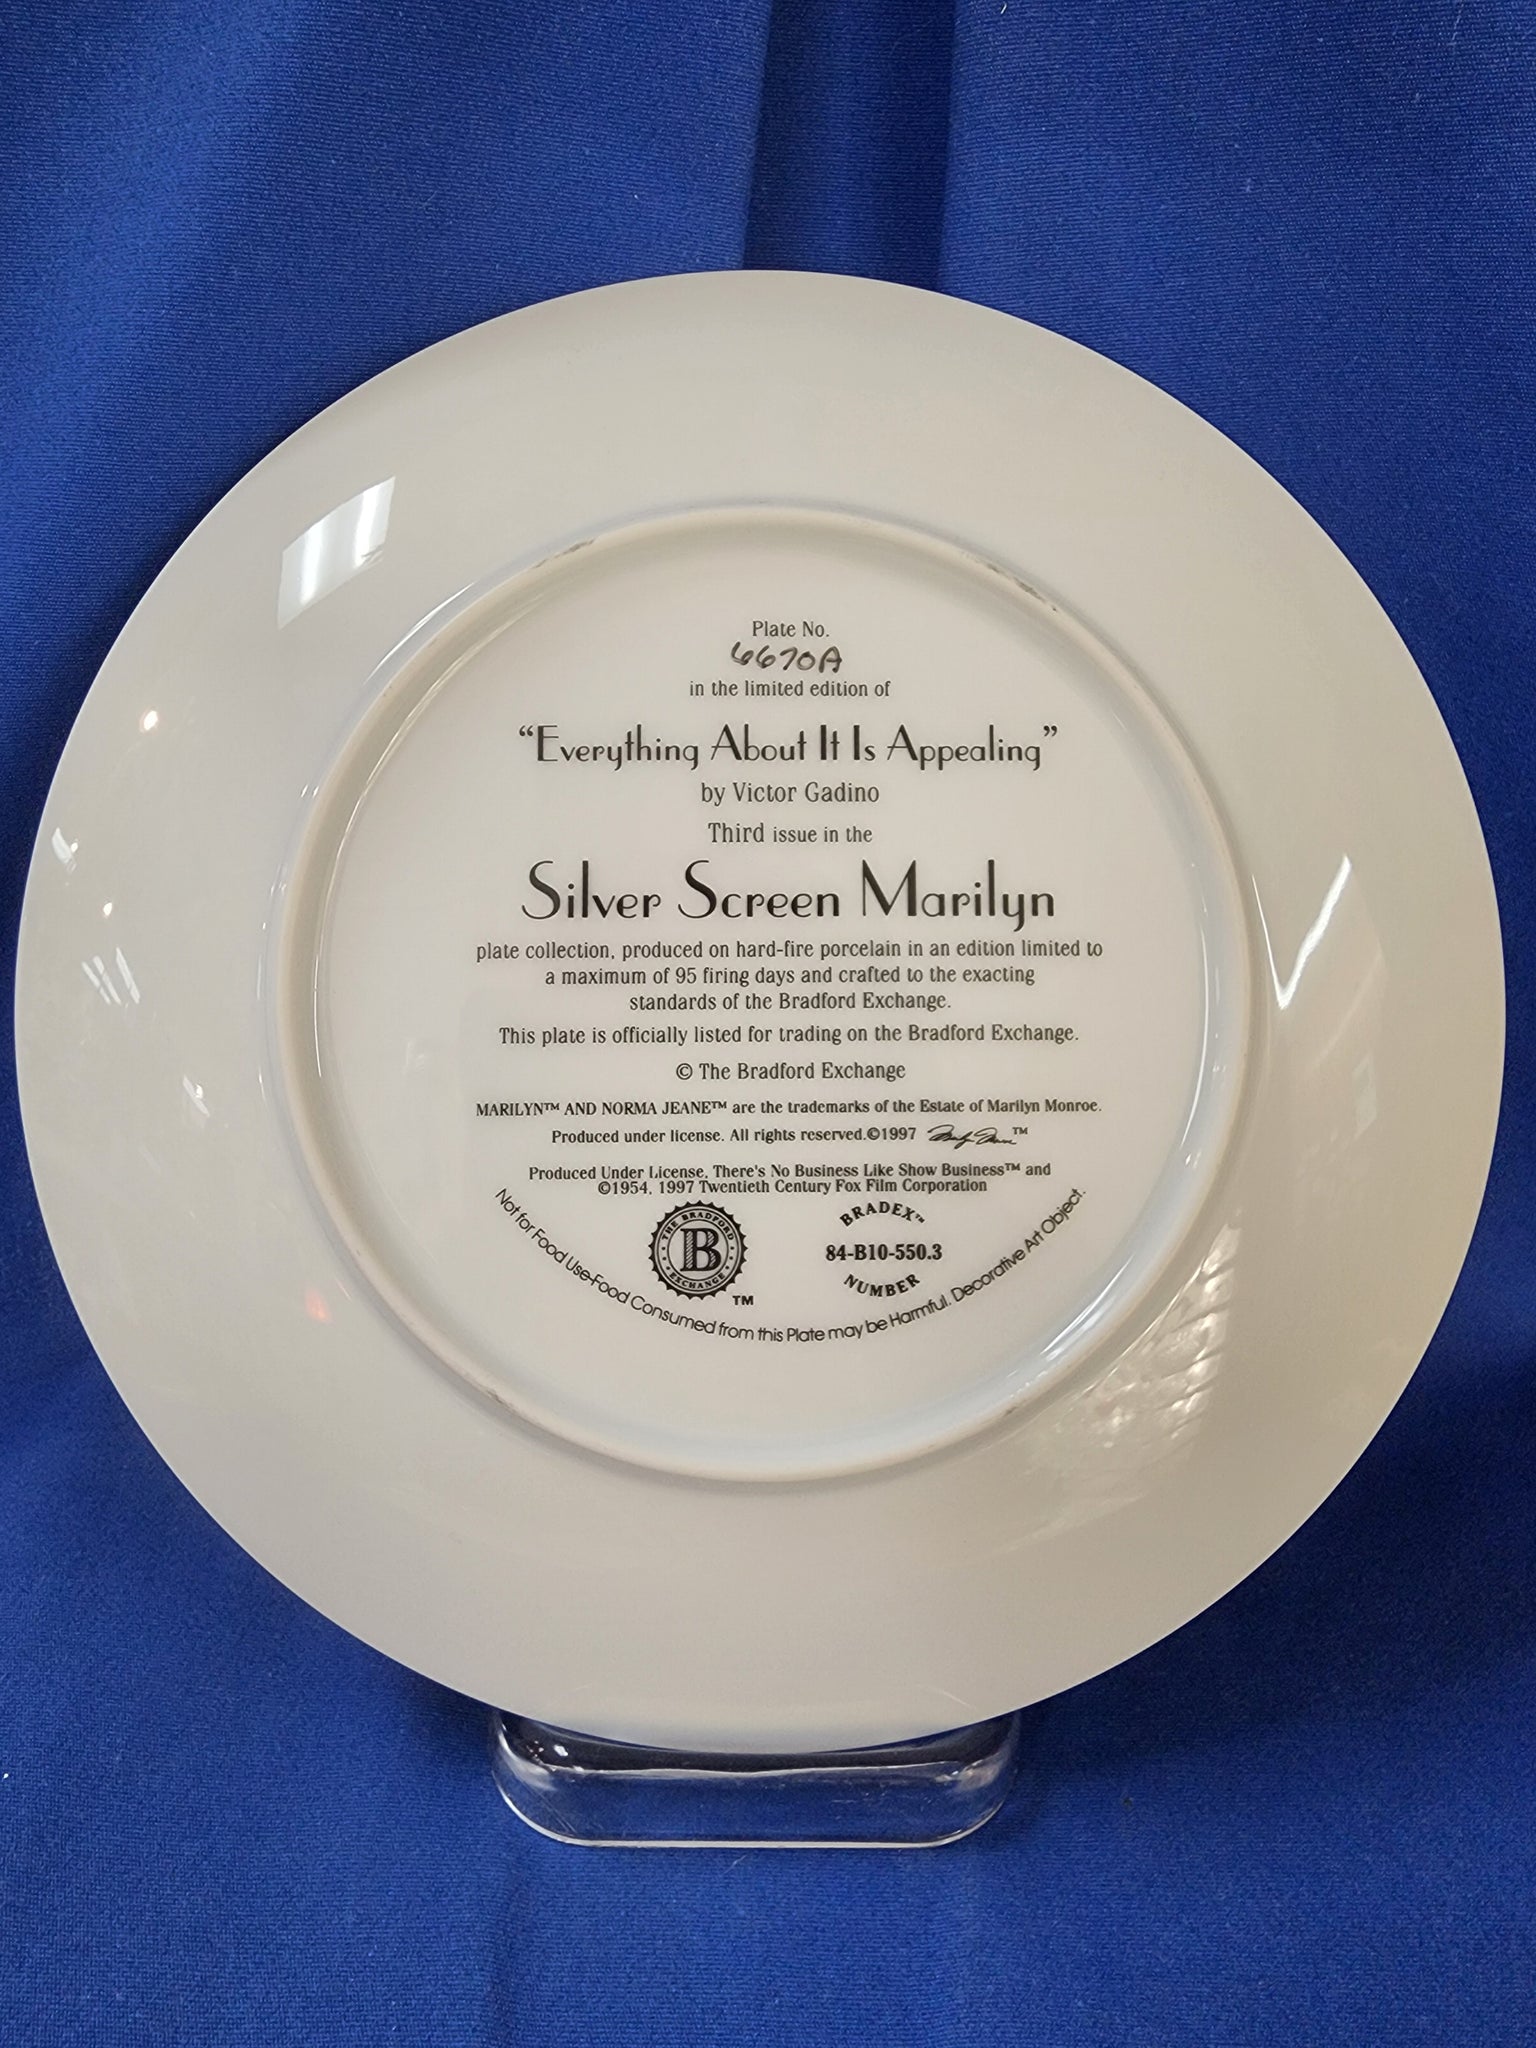 Plate No.
6670A
in the limited edition of
“Everything About It Is Appealing”
by Victor Gadino
Third issue in the
Silver Screen Marilyn
plate collection, produced on hard-fire porcelain in an edition limited to
a maximum of 95 firing days and crafted to the exacting
standards of the Bradford Exchange.
This plate is officially listed for trading on the Bradford Exchange.
© The Bradford Exchange
MARILYN™ AND NORMA JEANE™ are the trademarks of the Estate of Marilyn Monroe.
Produced under license. All rights reserved.©1997 Marilyn Monroe™
Produced Under License, There's No Business Like Show Business™ and
©1954, 1997 Twentieth Century Fox Film Corporation
THE BRADFORD
B
EXCHANGE
TM
BRADEX™
84-B10-550.3
NUMBER
Not for Food Use-Food Consumed from this Plate may be Harmful. Decorative Art Object.